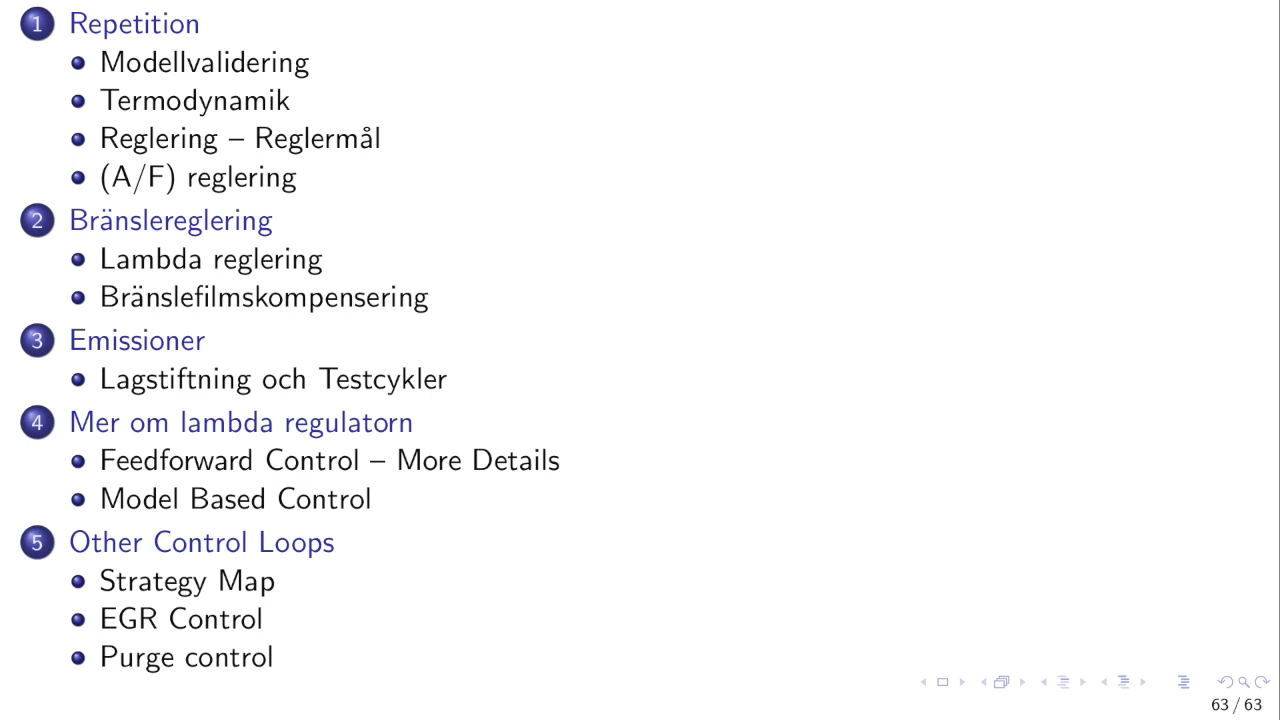 1 Repetition
Modellvalidering
Termodynamik
Reglering – Reglermål
(A/F) reglering
2 Bränslereglering
Lambda reglering
Bränslefilmskompensering
3 Emissioner
Lagstiftning och Testcykler
4 Mer om lambda regulatorn
Feedforward Control – More Details
Model Based Control
5 Other Control Loops
Strategy Map
EGR Control
Purge control
63 / 63